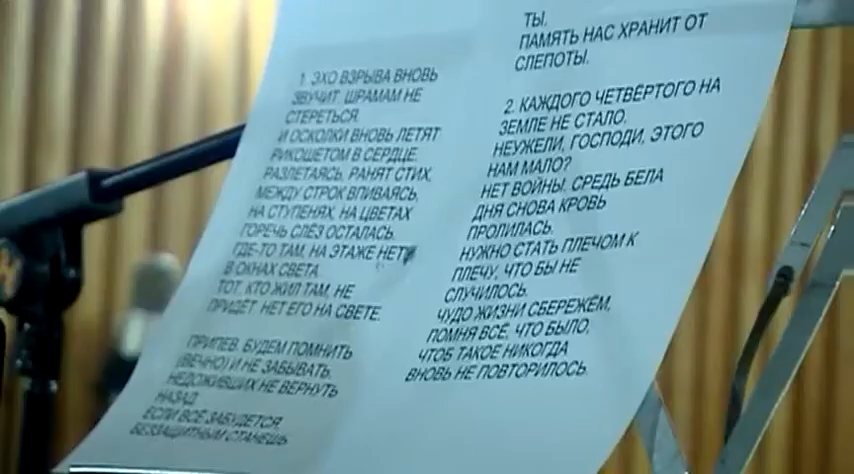 1. ЭХО ВЗРЫВА ВНОВЬ
ЗВУЧИТ. ШРАМАМ НЕ
СТЕРЕТЬСЯ.
И ОСКОЛКИ ВНОВЬ ЛЕТЯТ
РИКОШЕТОМ В СЕРДЦЕ.
РАЗЛЕТАЯСЬ, РАНЯТ СТИХ,
МЕЖДУ СТРОК ВПИВАЯСЬ,
НА СТУПЕНЯХ, НА ЦВЕТАХ
ГОРЕЧЬ СЛЁЗ ОСТАЛАСЬ.
ГДЕ-ТО ТАМ, НА ЭТАЖЕ НЕТУ
В ОКНАХ СВЕТА.
ТОТ, КТО ЖИЛ ТАМ, НЕ
ПРИДЁТ. НЕТ ЕГО НА СВЕТЕ.
ПРИПЕВ. БУДЕМ ПОМНИТЬ
(ВЕЧНО) И НЕ ЗАБЫВАТЬ.
НЕДОЖИВШИХ НЕ ВЕРНУТЬ
НАЗАД.
ЕСЛИ ВСЁ ЗАБУДЕТСЯ,
БЕЗЗАЩИТНЫМ СТАНЕШЬ
ТЫ.
ПАМЯТЬ НАС ХРАНИТ ОТ
СЛЕПОТЫ.
2. КАЖДОГО ЧЕТВЁРТОГО НА
ЗЕМЛЕ НЕ СТАЛО.
НЕУЖЕЛИ, ГОСПОДИ, ЭТОГО
НАМ МАЛО?
НЕТ ВОЙНЫ, СРЕДЬ БЕЛА
ДНЯ СНОВА КРОВЬ
ПРОЛИЛАСЬ.
НУЖНО СТАТЬ ПЛЕЧОМ К
ПЛЕЧУ, ЧТО БЫ НЕ
СЛУЧИЛОСЬ.
ЧУДО ЖИЗНИ СБЕРЕЖЁМ,
ПОМНЯ ВСЁ, ЧТО БЫЛО,
ЧТОБ ТАКОЕ НИКОГДА
ВНОВЬ НЕ ПОВТОРИЛОСЬ.